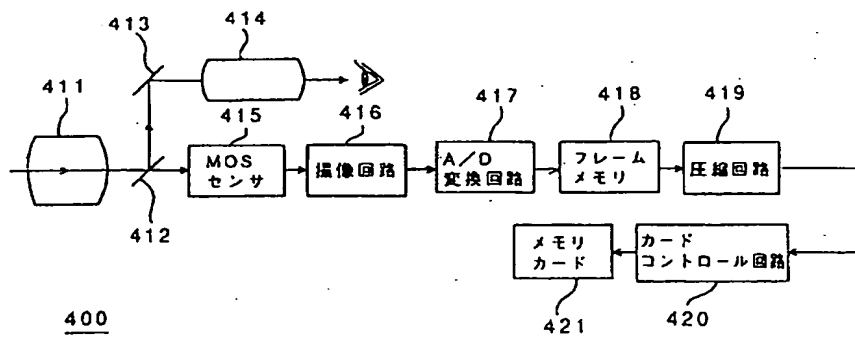 413
414
411
415
416
417
418
419
MOS
センサ
撮像回路
A/D
変換回路
フレーム
メモリ
圧縮回路
412
メモリ
カード
カード
コントロール回路
400
421
420